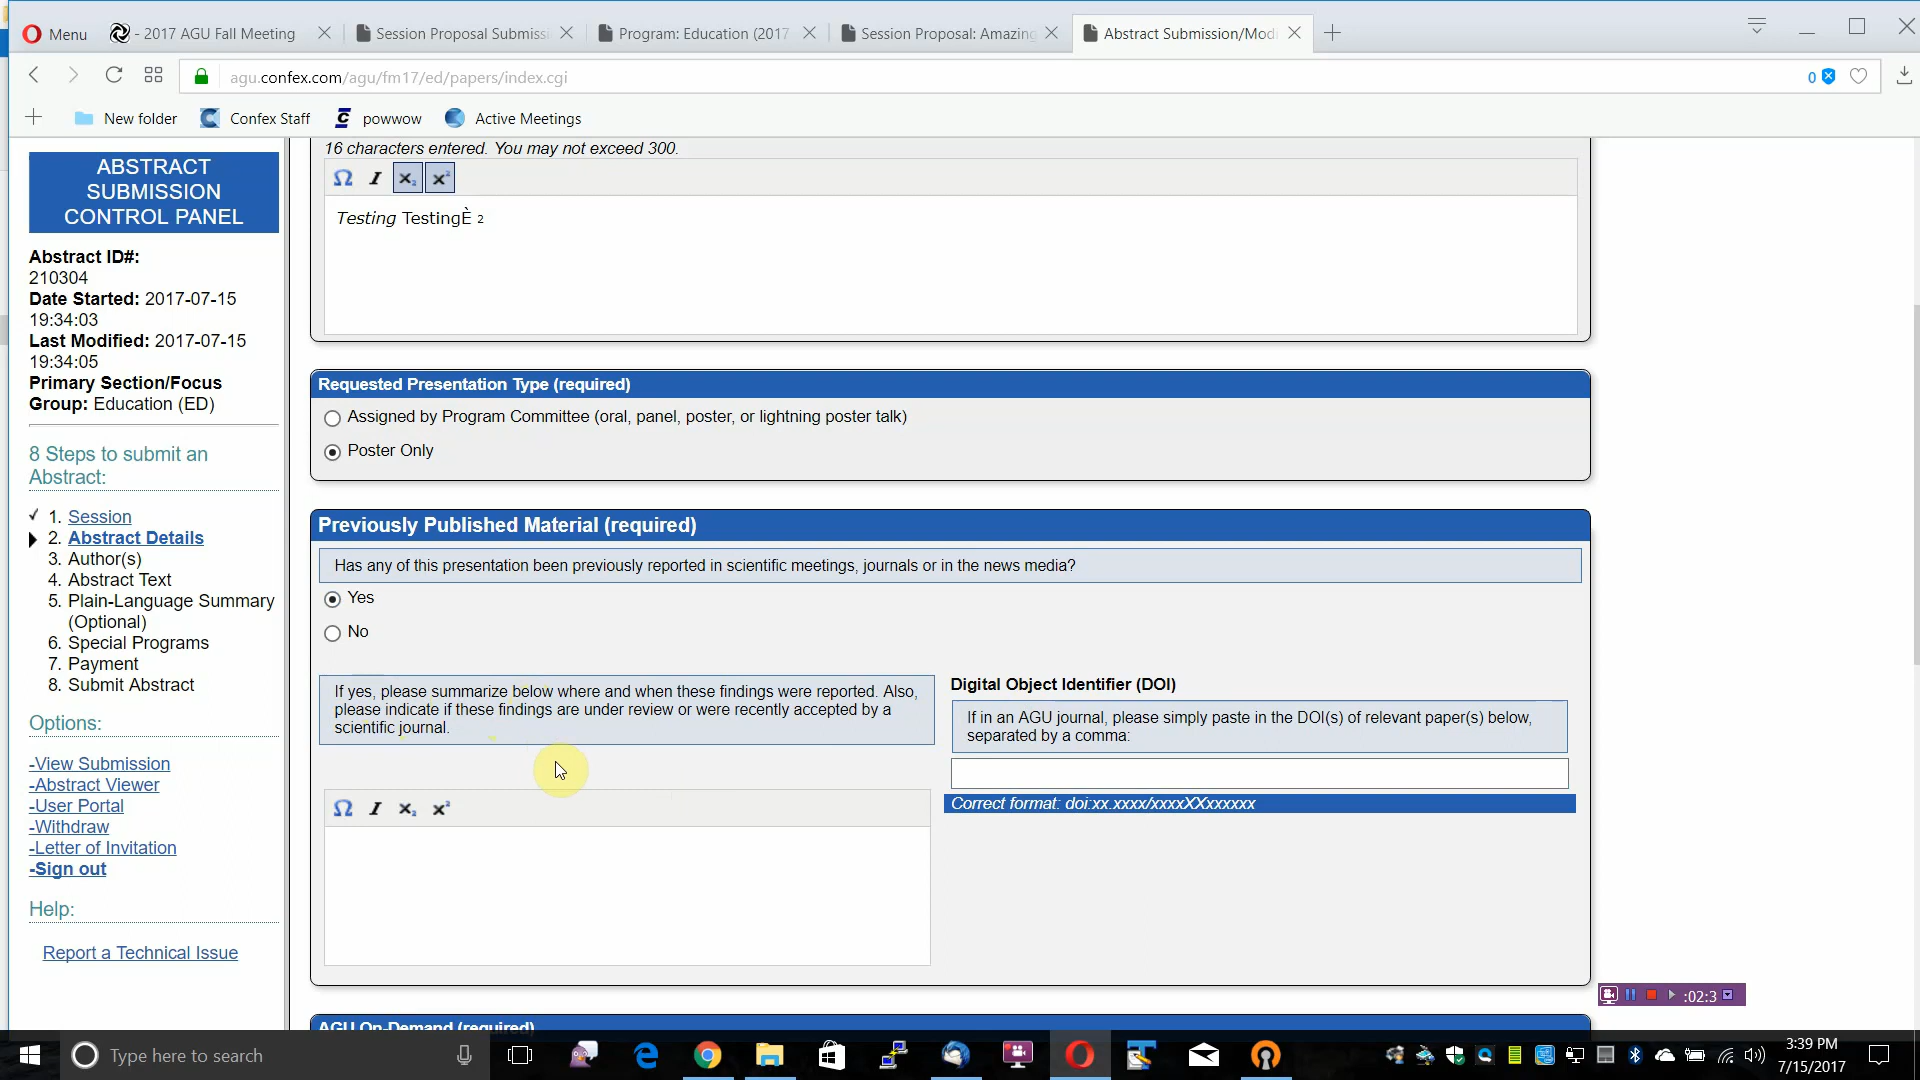 Menu
- 2017 AGU Fall Meeting
Session Proposal Submiss
Program: Education (2017
Session Proposal: Amazing
Abstract Submission/Modi
agu.confex.com/agu/fm17/ed/papers/index.cgi
0
New folder
Confex Staff
powwow
Active Meetings
ABSTRACT
SUBMISSION
CONTROL PANEL
Abstract ID#:
210304
Date Started: 2017-07-15
19:34:03
Last Modified: 2017-07-15
19:34:05
Primary Section/Focus
Group: Education (ED)
8 Steps to submit an
Abstract:
1. Session
2. Abstract Details
3. Author(s)
4. Abstract Text
5. Plain-Language Summary
(Optional)
6. Special Programs
7. Payment
8. Submit Abstract
Options:
-View Submission
-Abstract Viewer
-User Portal
-Withdraw
-Letter of Invitation
-Sign out
Help:
Report a Technical Issue
16 characters entered. You may not exceed 300.
Ω I x₂ x²
Testing TestingÈ 2
Requested Presentation Type (required)
Assigned by Program Committee (oral, panel, poster, or lightning poster talk)
Poster Only
Previously Published Material (required)
Has any of this presentation been previously reported in scientific meetings, journals or in the news media?
Yes
No
If yes, please summarize below where and when these findings were reported. Also,
please indicate if these findings are under review or were recently accepted by a
scientific journal.
Ω I x₂ x²
Digital Object Identifier (DOI)
If in an AGU journal, please simply paste in the DOI(s) of relevant paper(s) below,
separated by a comma:
Correct format: doi:xx.xxxx/xxxxXXxxxxxx
AGU On-Demand (required)
:02:3
Type here to search
3:39 PM
7/15/2017